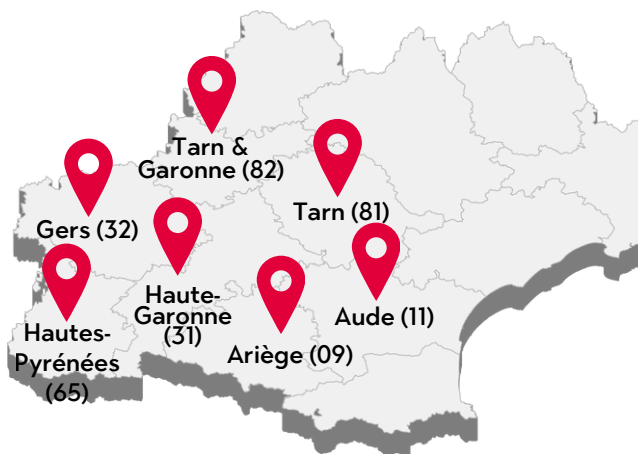 Tarn &
Garonne (82)
Tarn (81)
Gers (32)
Haute-
Garonne
(31)
Aude (11)
Hautes-
Pyrénées
(65)
Ariège (09)